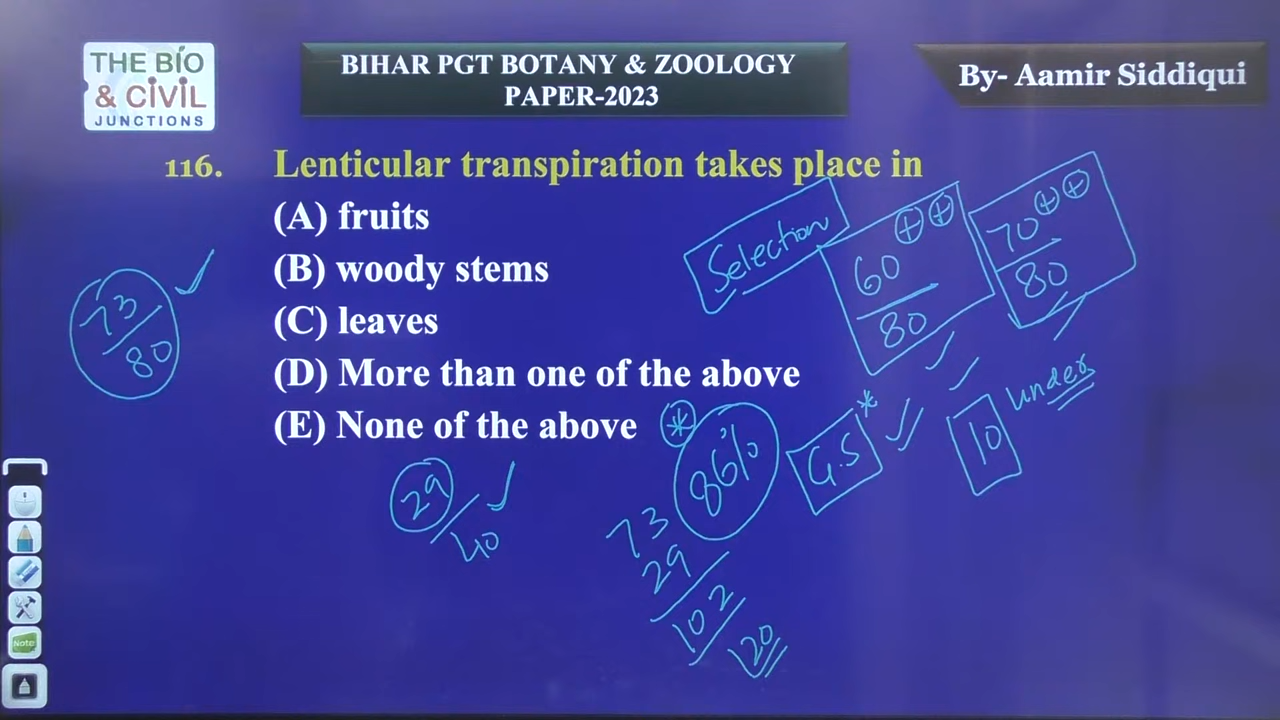 THE BIO
& CIVIL
JUNCTIONS
BIHAR PGT BOTANY & ZOOLOGY
PAPER-2023
By- Aamir Siddiqui
116. Lenticular transpiration takes place in
(A) fruits
(B) woody stems
(C) leaves
(D) More than one of the above
(E) None of the above
Selection
60
80
70
80
73
80
86%
G.S
10 under
29
40
73
29
102
120
Note